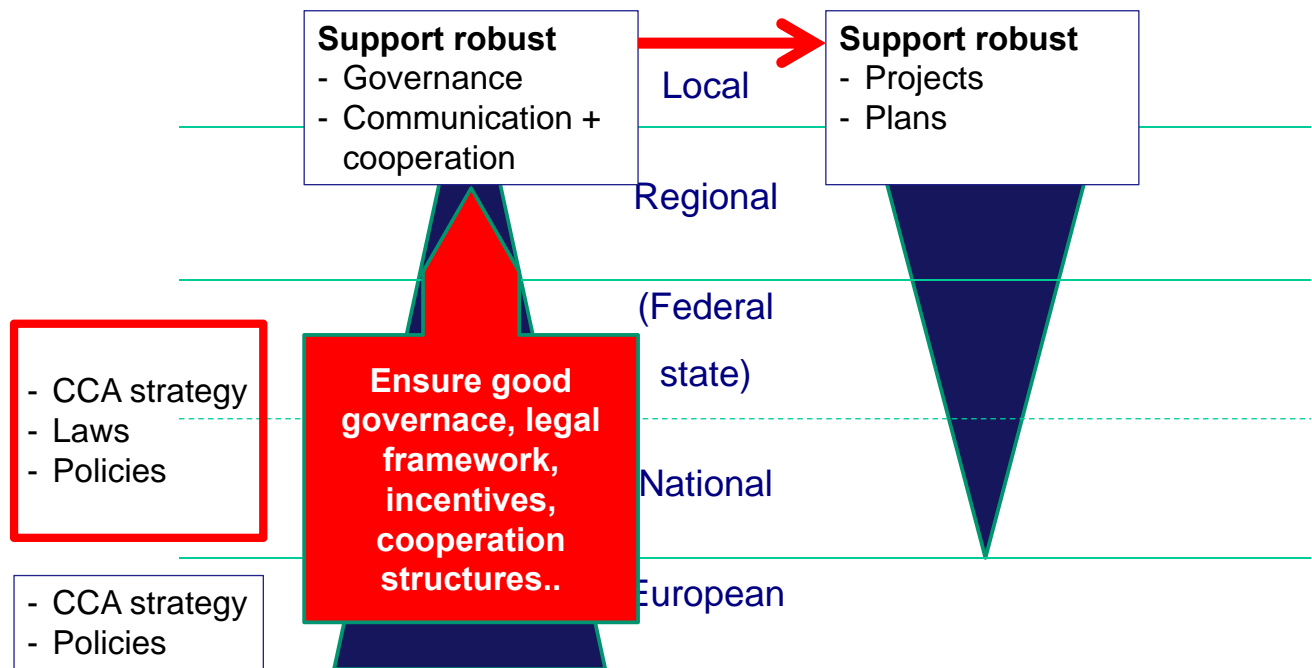 Support robust
- Governance
- Communication +
cooperation
Support robust
- Projects
- Plans
Local
Regional
(Federal
state)
National
European
- CCA strategy
- Laws
- Policies
Ensure good
governace, legal
framework,
incentives,
cooperation
structures..
- CCA strategy
- Policies